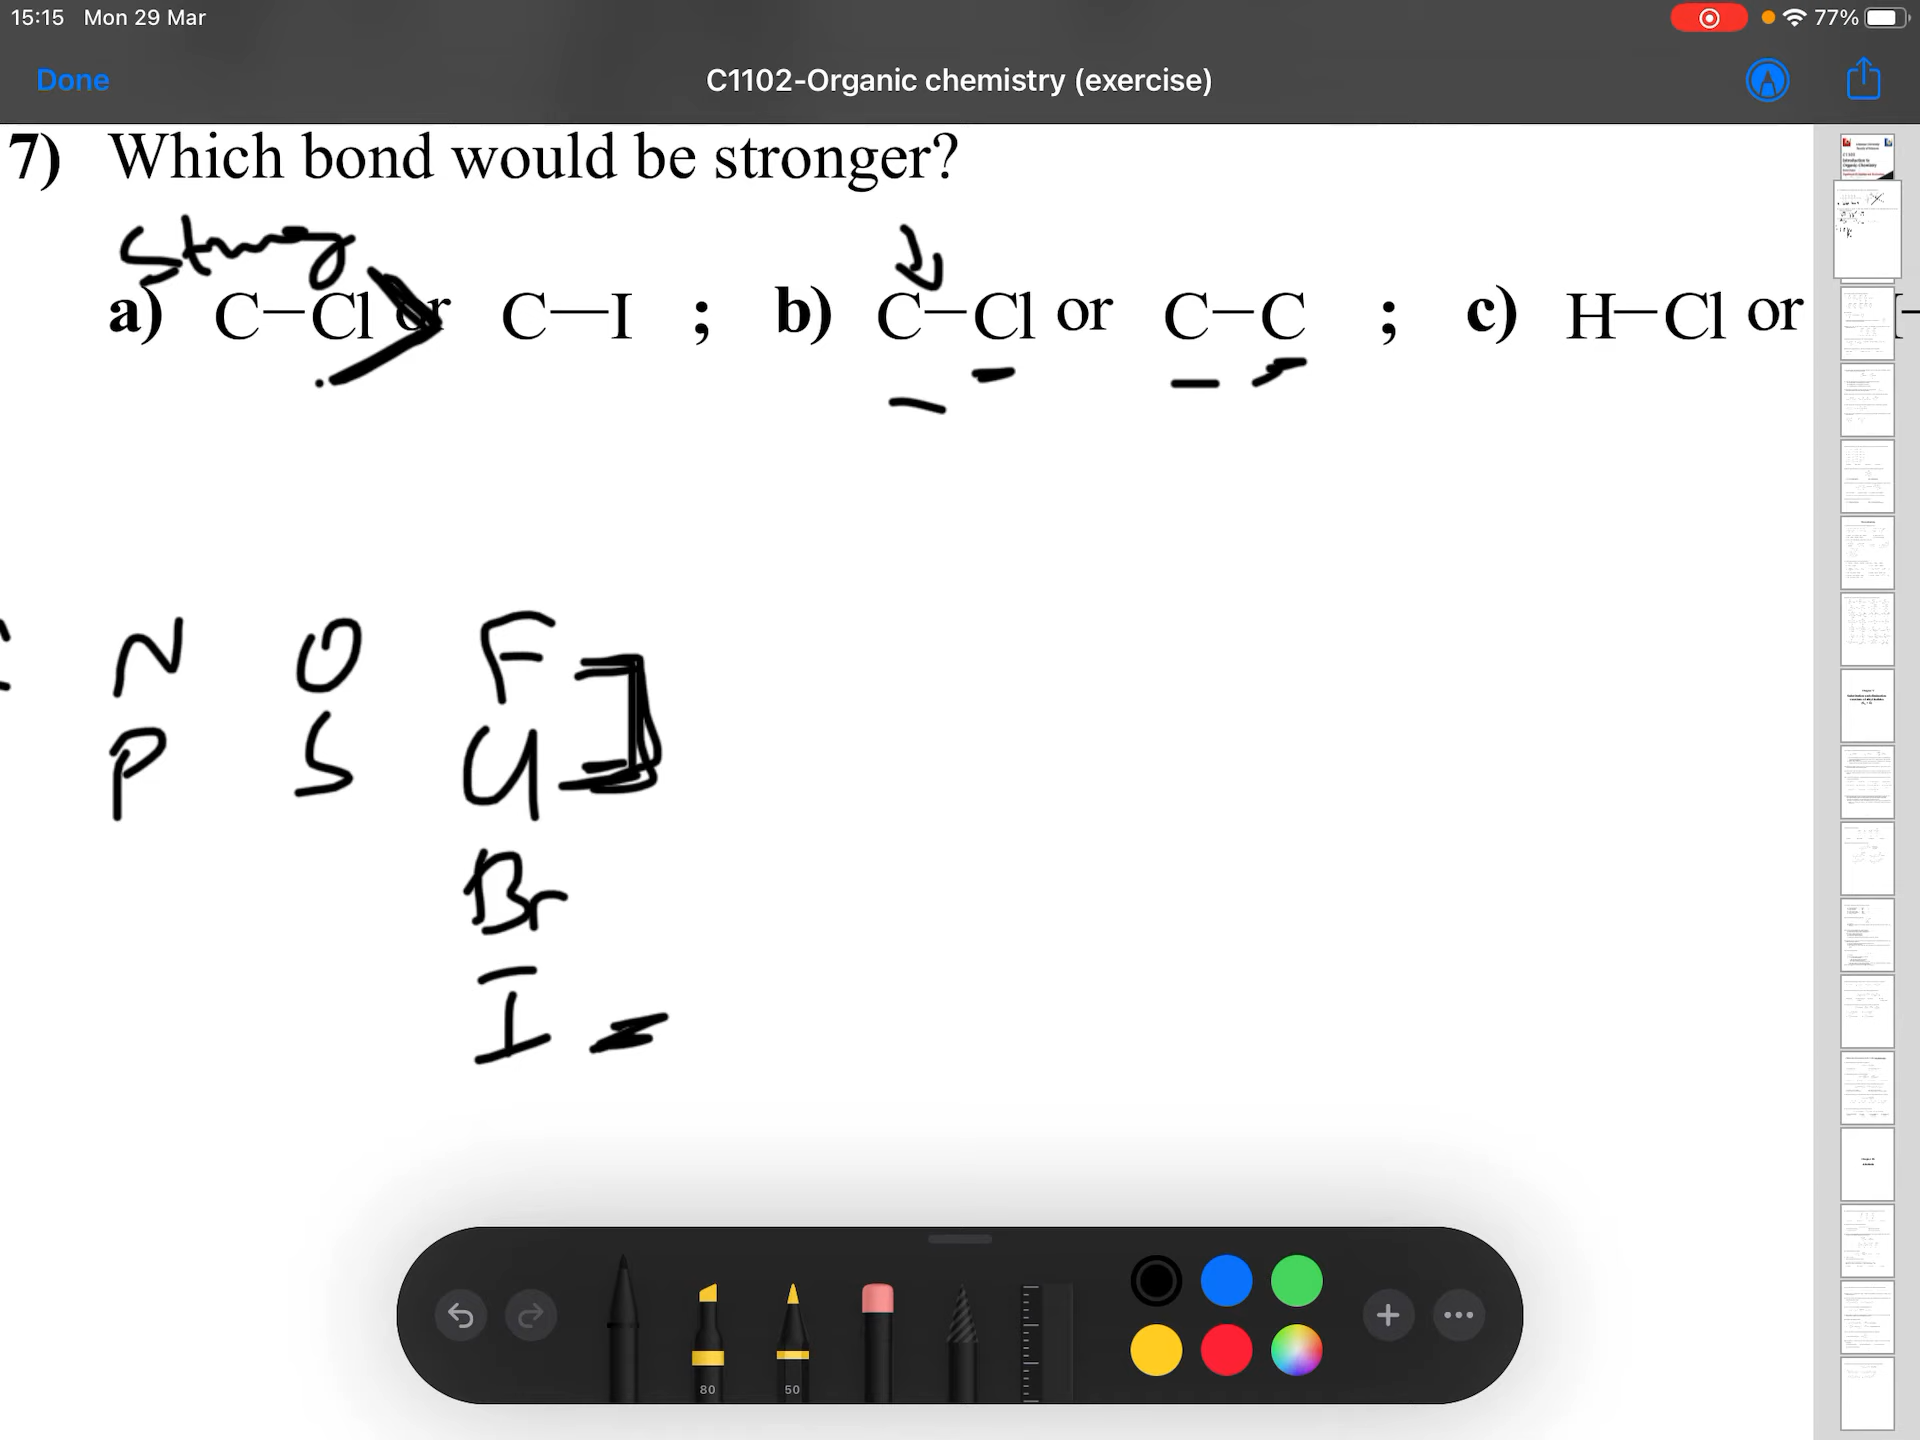 15:15 Mon 29 Mar
77%
Done
C1102-Organic chemistry (exercise)
7) Which bond would be stronger?
Strong
a) C−Cl or C—I ; b) C−Cl or C−C ; c) H−Cl or
N O F
P S Cl
Br
I
80
50